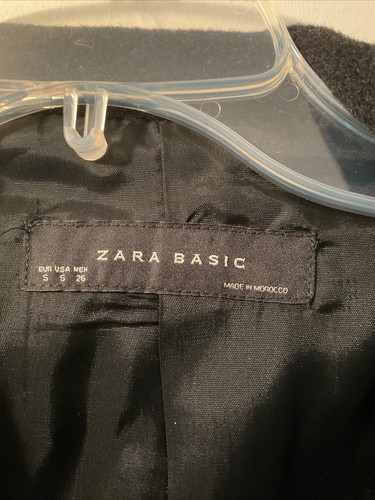 ZARA BASIC
EUR USA MEX
S S 26
MADE IN MOROCCO